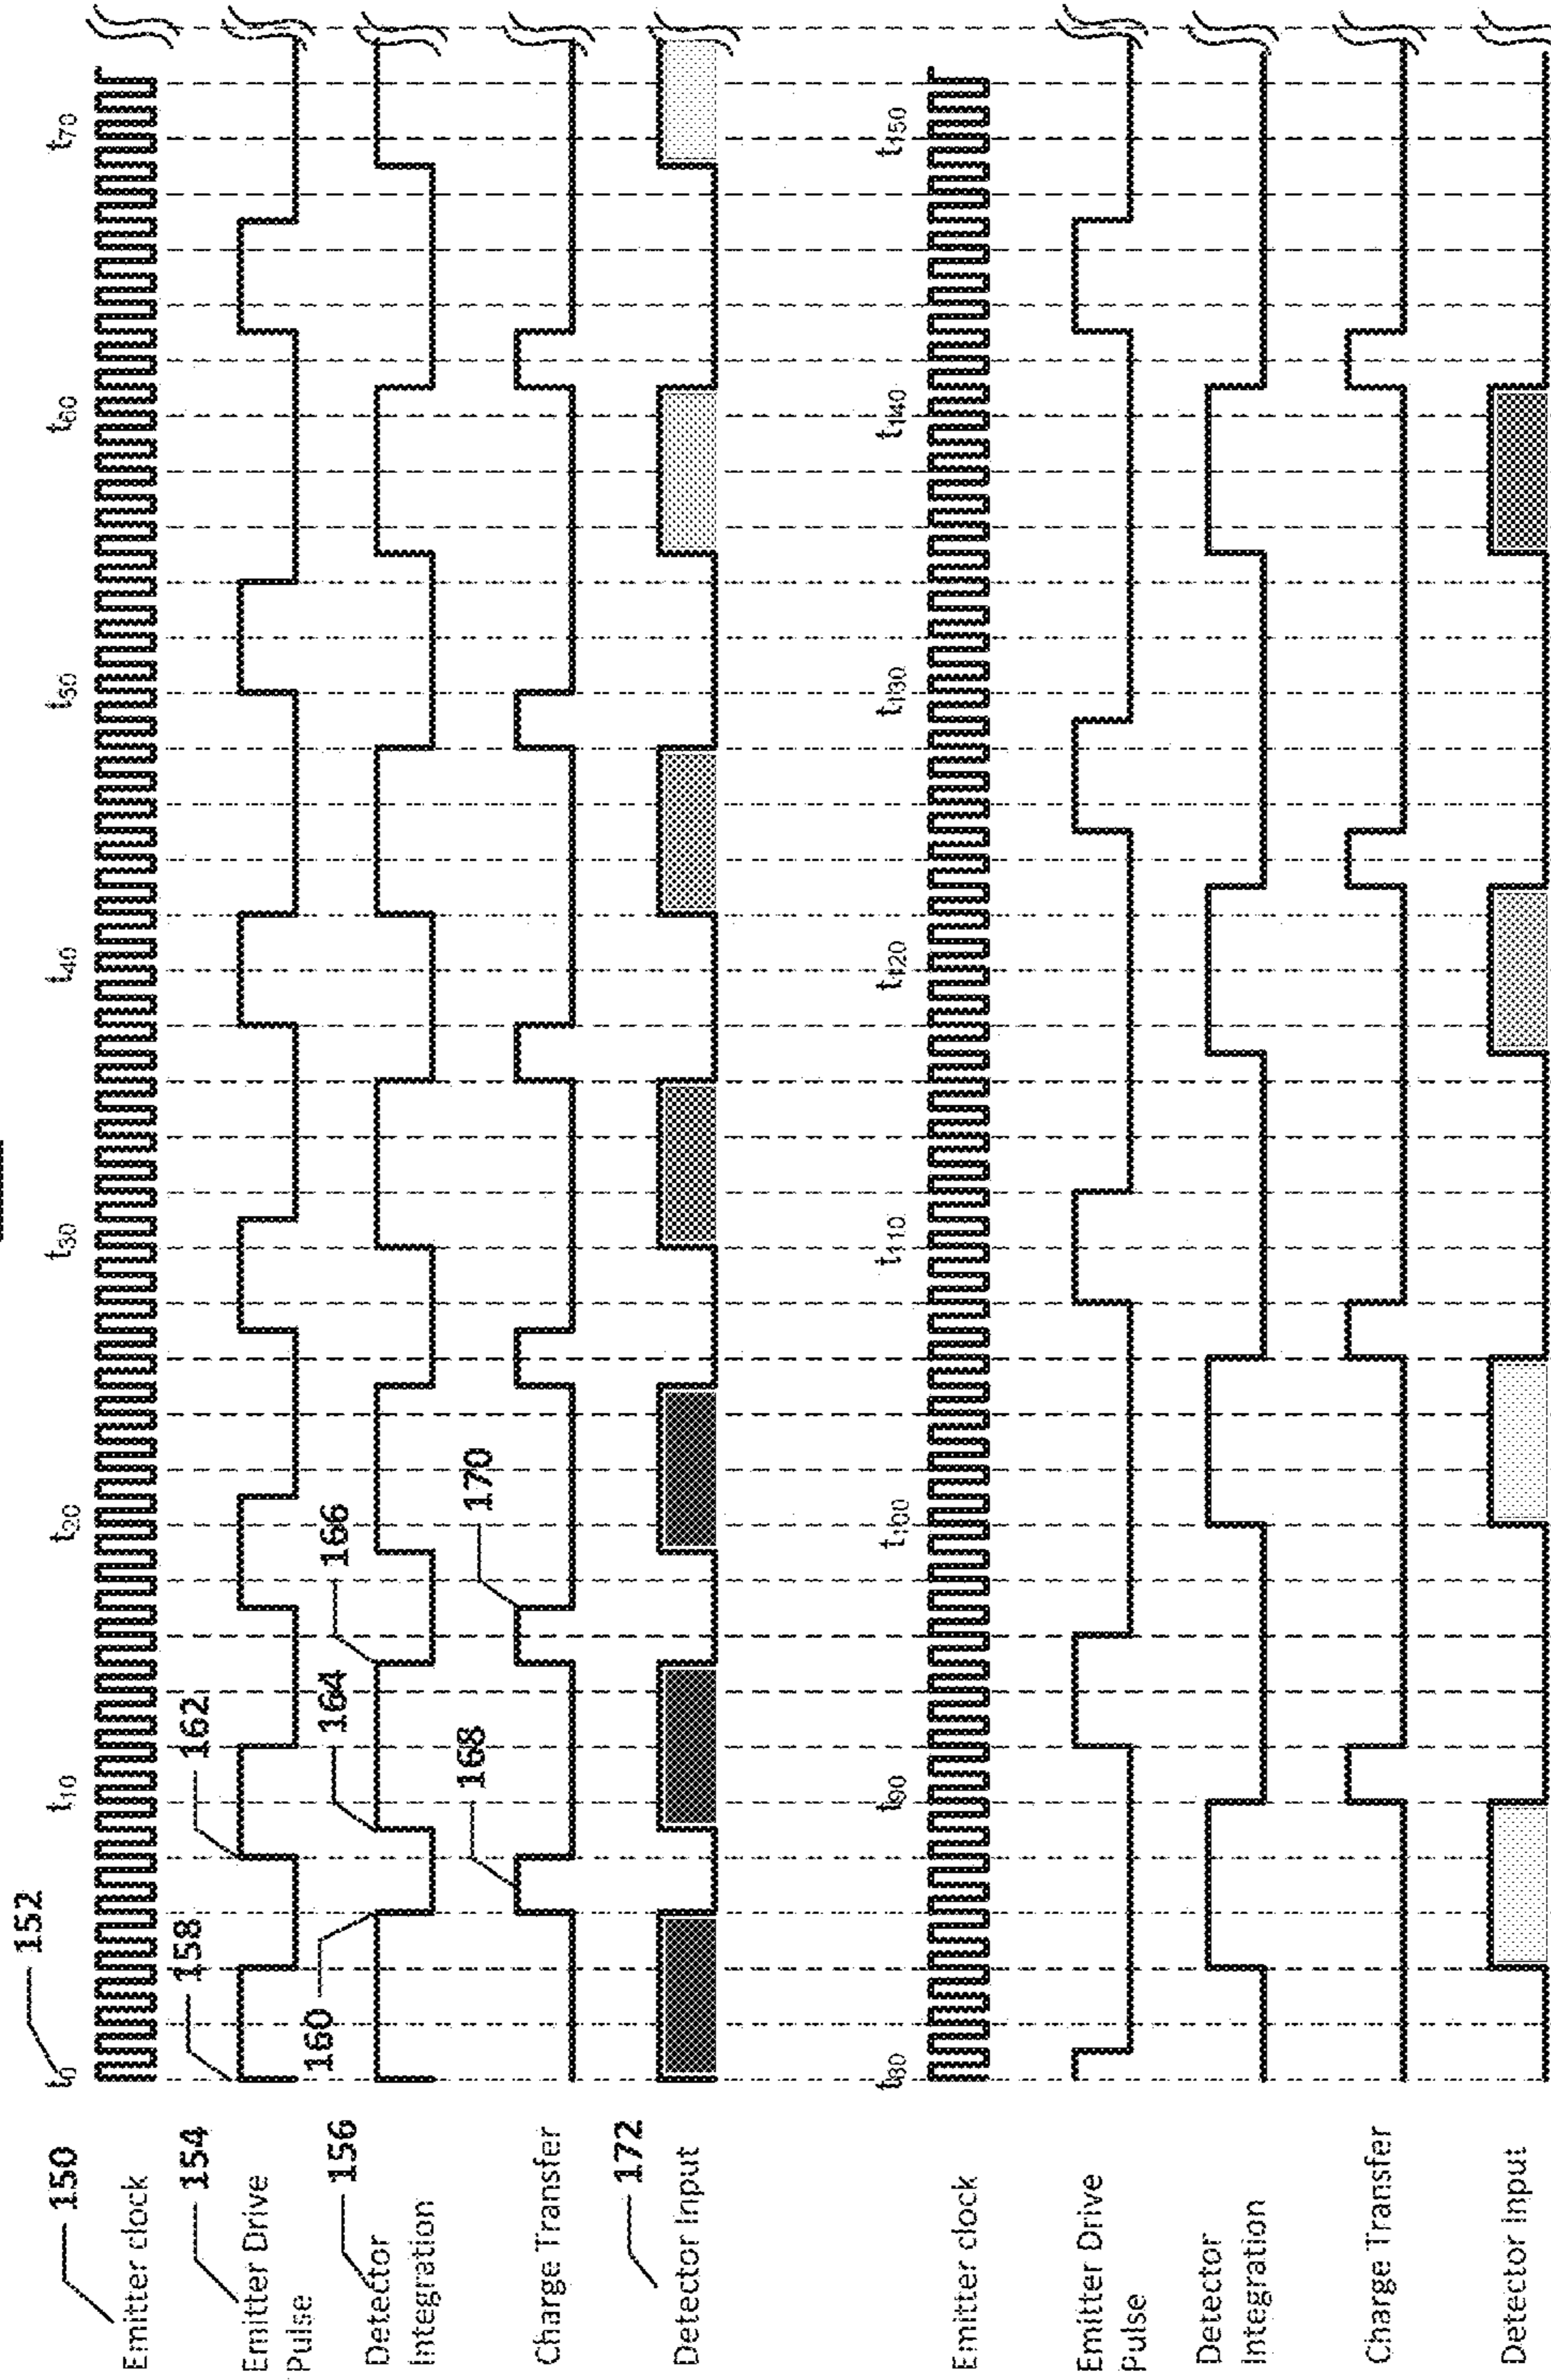 150
152
t0
t10
t20
t30
t40
t50
t60
t70
Emitter clock
154
158
162
Emitter Drive
Pulse
156
160
164
166
Detector
Integration
168
170
Charge Transfer
172
Detector Input
t80
t90
t100
t110
t120
t130
t140
t150
Emitter clock
Emitter Drive
Pulse
Detector
Integration
Charge Transfer
Detector Input